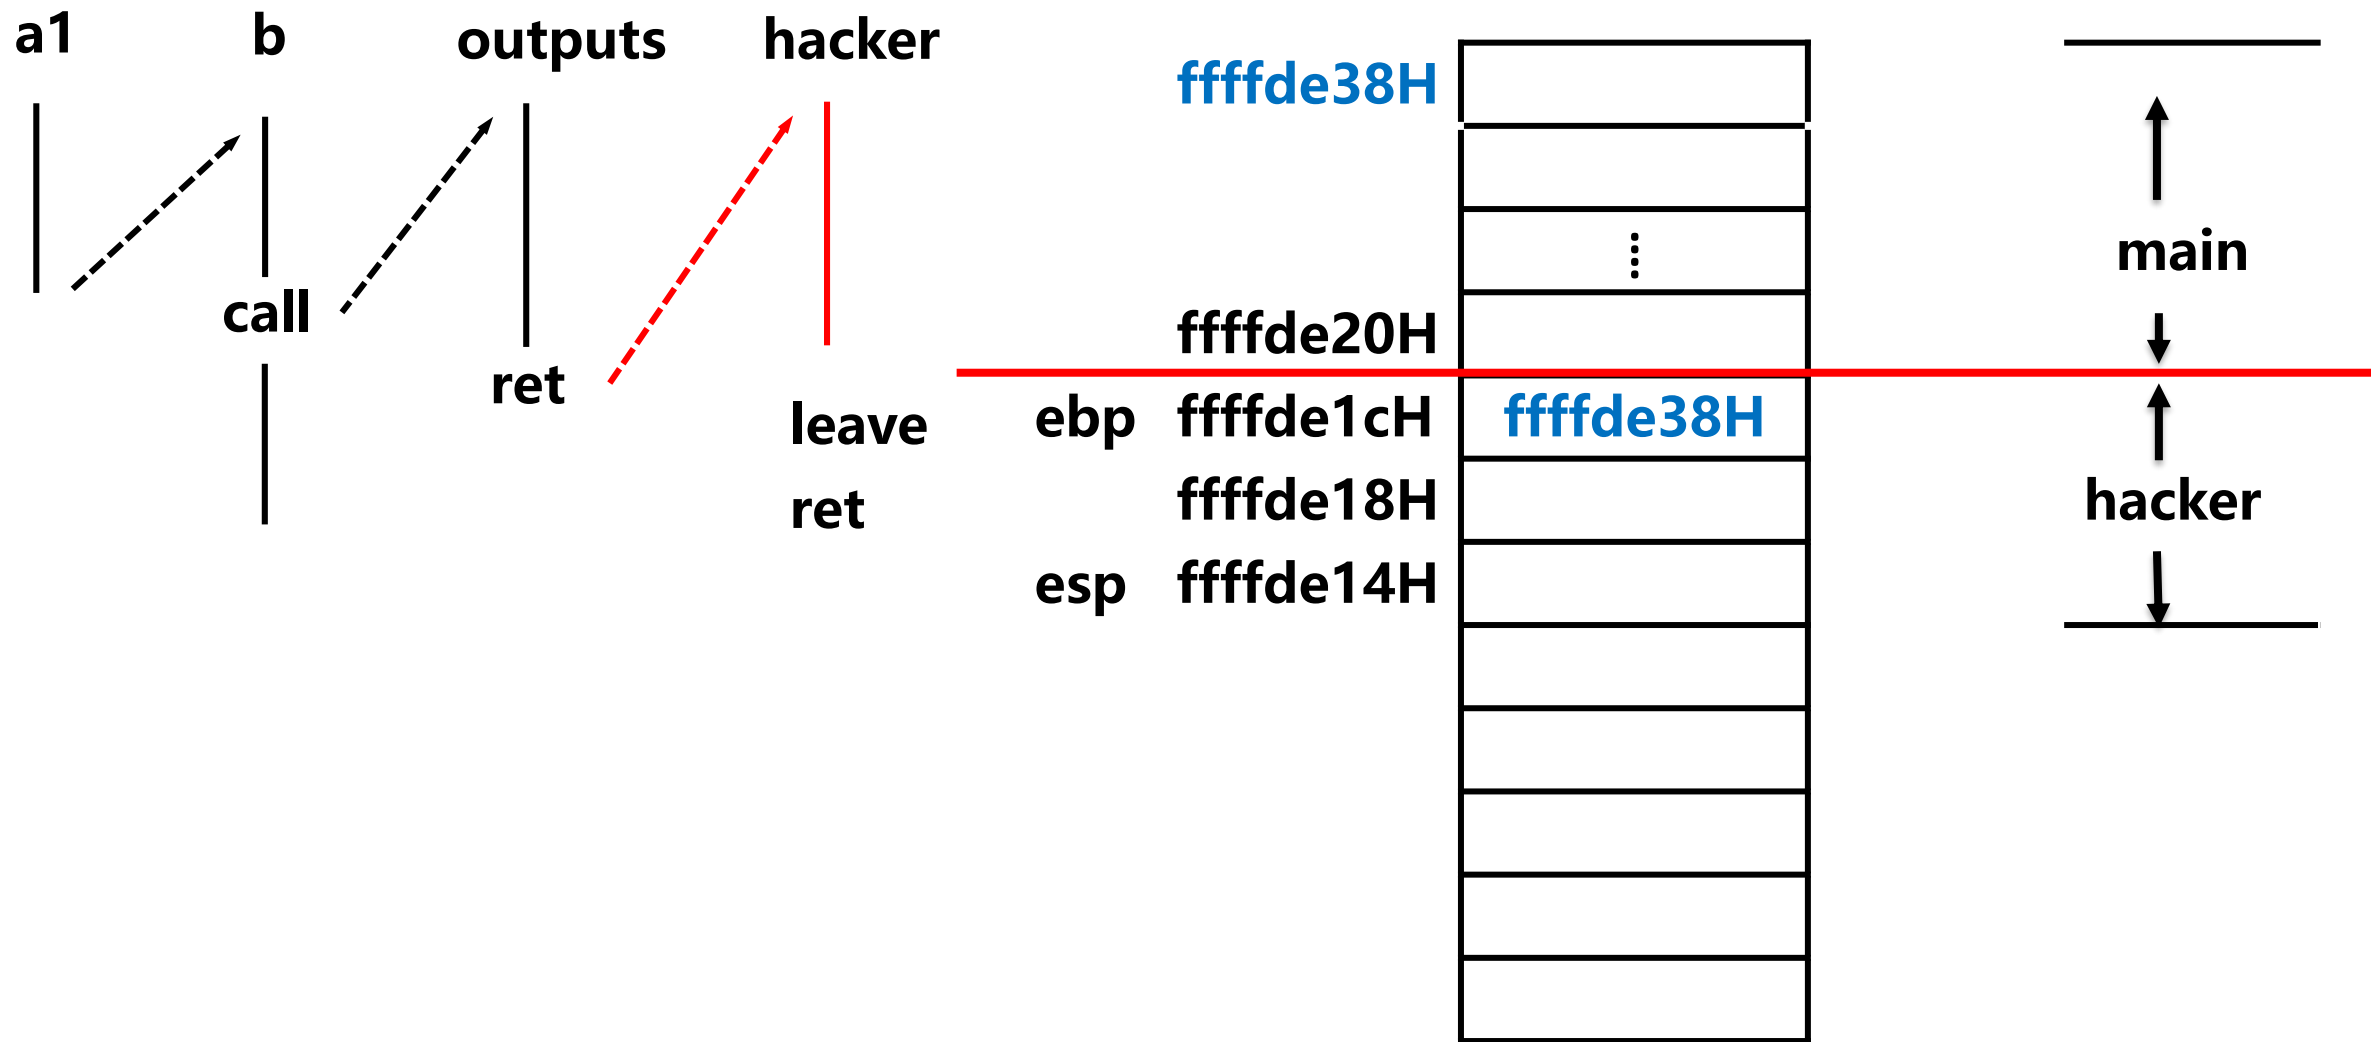 a1 b outputs hacker
call
ret
leave
ret
ffffde38H
main
ffffde20H
ebp ffffde1cH ffffde38H
ffffde18H
hacker
esp ffffde14H